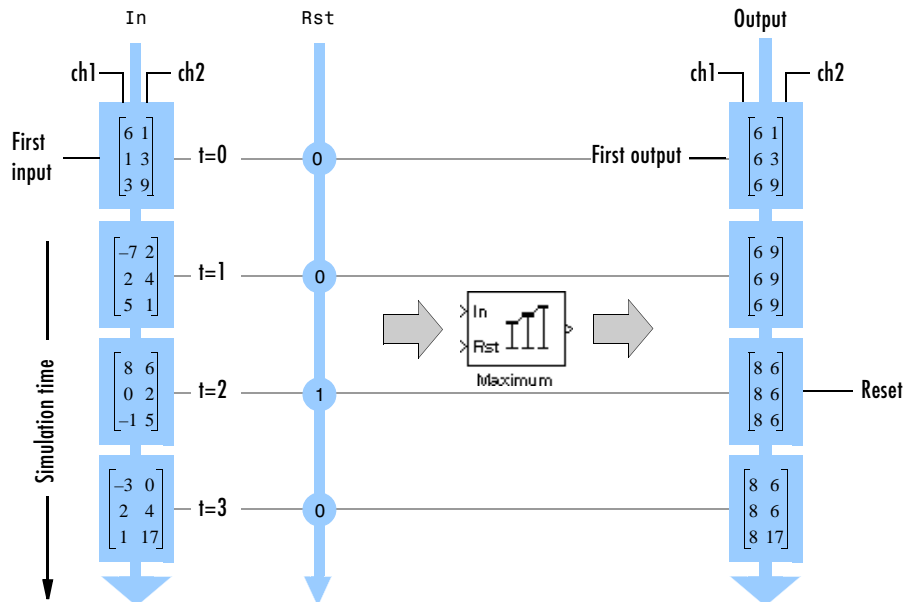 In
Rst
Output
ch1
ch2
ch1
ch2
First
input
6 1
1 3
3 9
t=0
0
First output
6 1
6 3
6 9
–7 2
2 4
5 1
t=1
0
6 9
6 9
6 9
In
Rst
Maximum
Simulation time
8 6
0 2
–1 5
t=2
1
8 6
8 6
8 6
Reset
–3 0
2 4
1 17
t=3
0
8 6
8 6
8 17